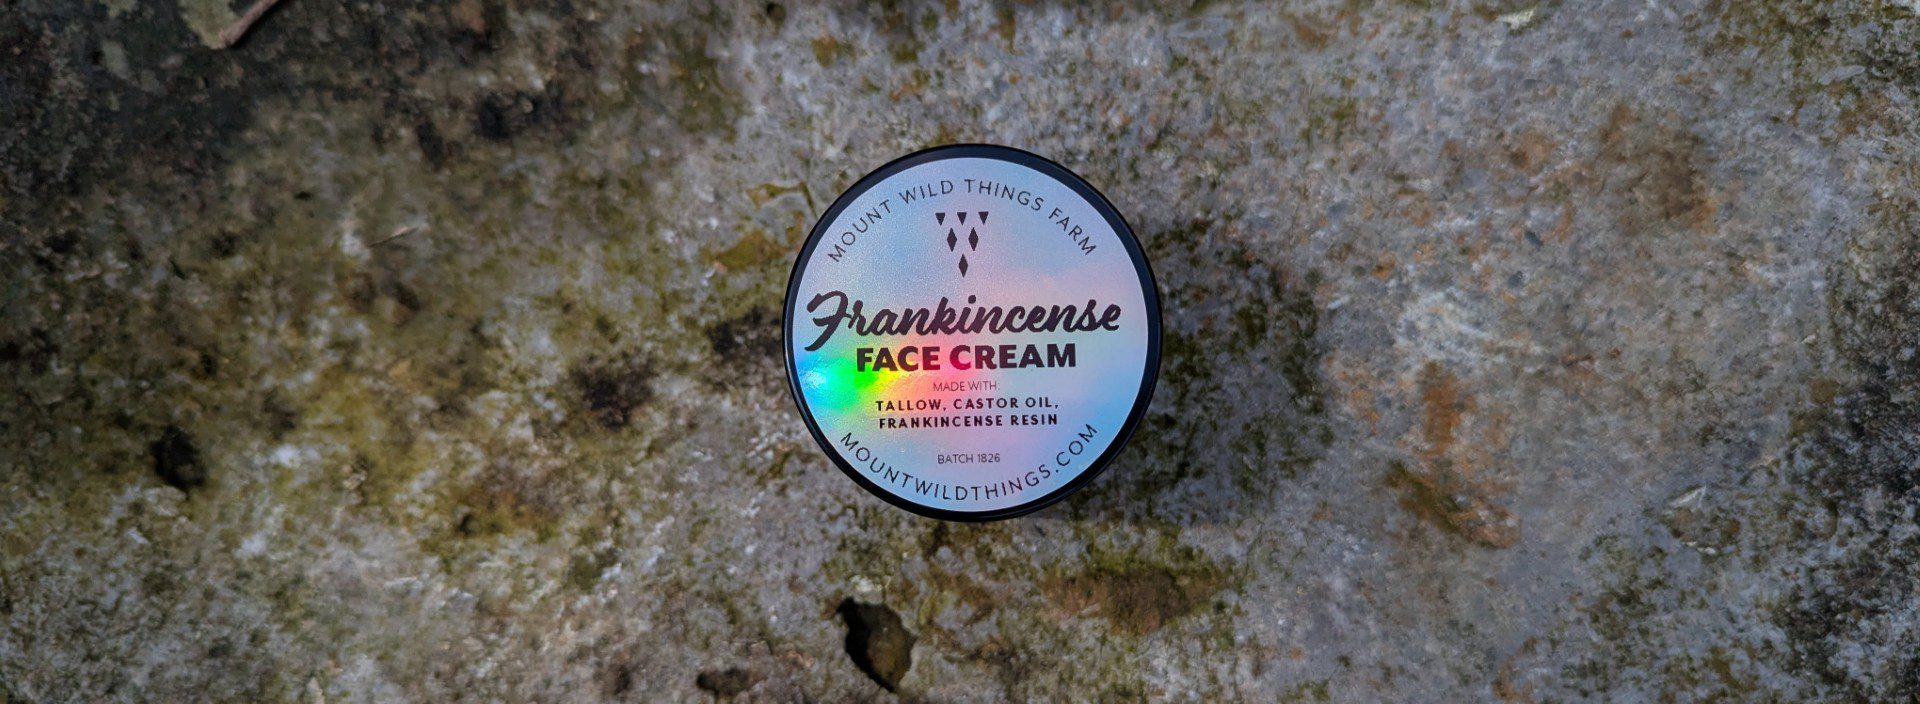 MOUNT WILD THINGS FARM
Frankincense
FACE CREAM
MADE WITH:
TALLOW, CASTOR OIL,
FRANKINCENSE RESIN
BATCH 1826
MOUNTWILDTHINGS.COM